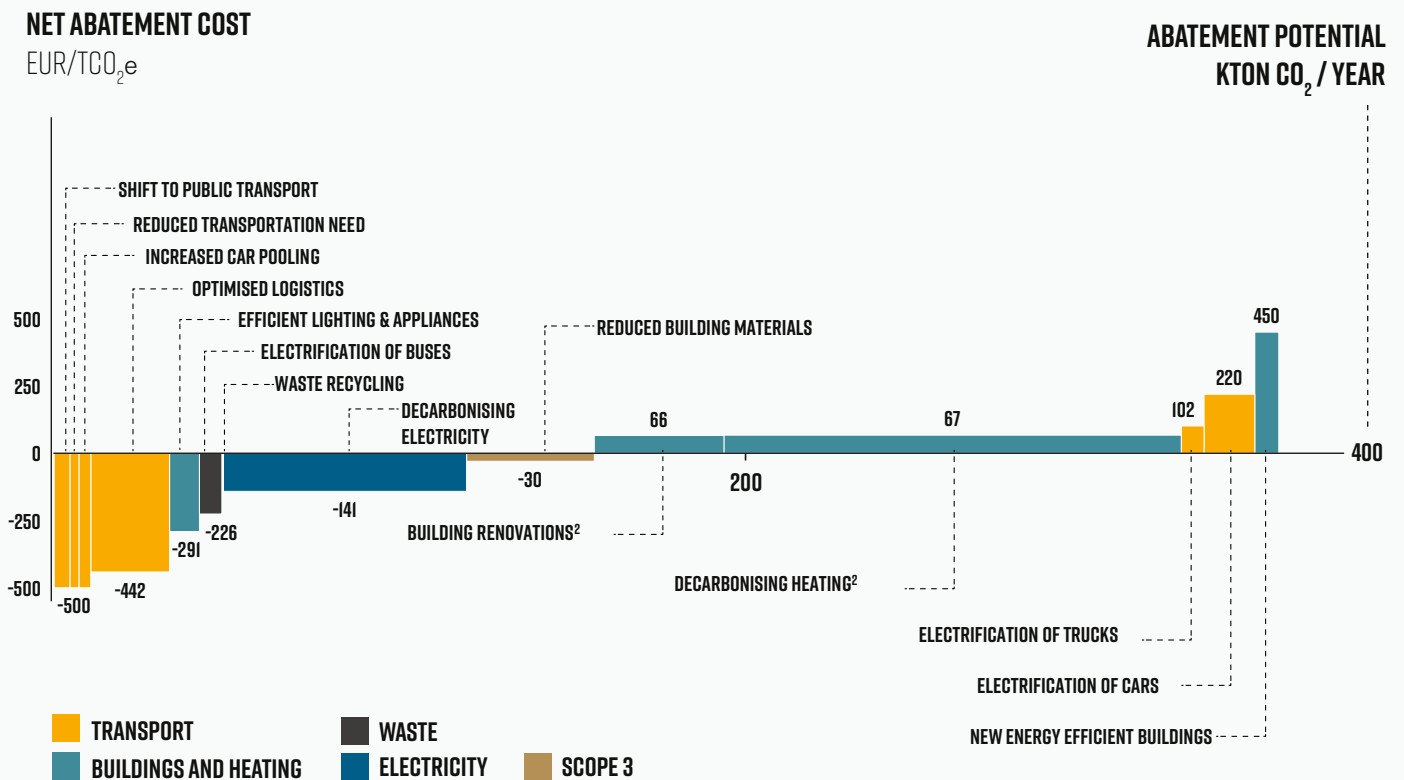 NET ABATEMENT COST
EUR/TCO₂e
ABATEMENT POTENTIAL
KTON CO₂ / YEAR
SHIFT TO PUBLIC TRANSPORT
REDUCED TRANSPORTATION NEED
INCREASED CAR POOLING
OPTIMISED LOGISTICS
EFFICIENT LIGHTING & APPLIANCES
ELECTRIFICATION OF BUSES
WASTE RECYCLING
DECARBONISING
ELECTRICITY
REDUCED BUILDING MATERIALS
500
250
0
-250
-500
-500
-442
-291
-226
-141
-30
66
67
102
220
450
200
400
BUILDING RENOVATIONS²
DECARBONISING HEATING²
ELECTRIFICATION OF TRUCKS
ELECTRIFICATION OF CARS
NEW ENERGY EFFICIENT BUILDINGS
TRANSPORT
WASTE
BUILDINGS AND HEATING
ELECTRICITY
SCOPE 3